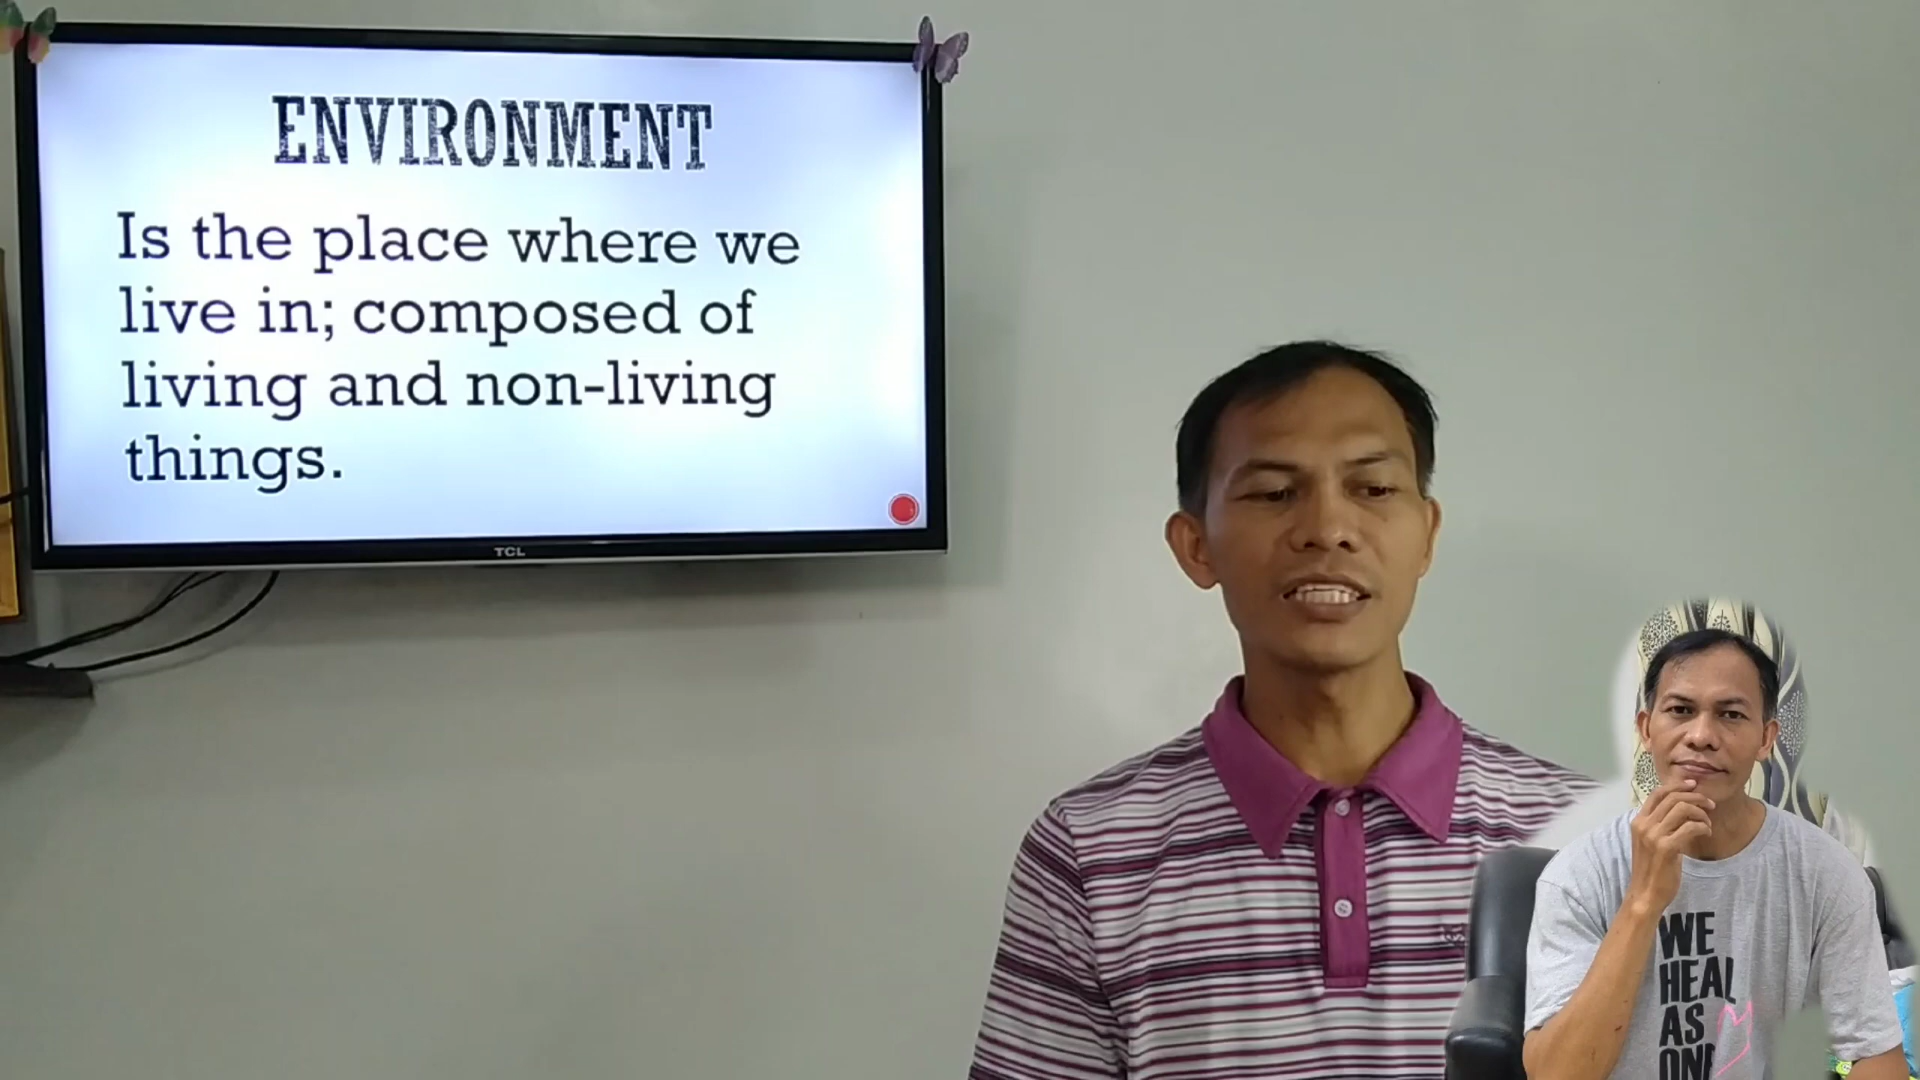 ENVIRONMENT
Is the place where we
live in; composed of
living and non-living
things.
TCL
WE
HEAL
AS
ONE